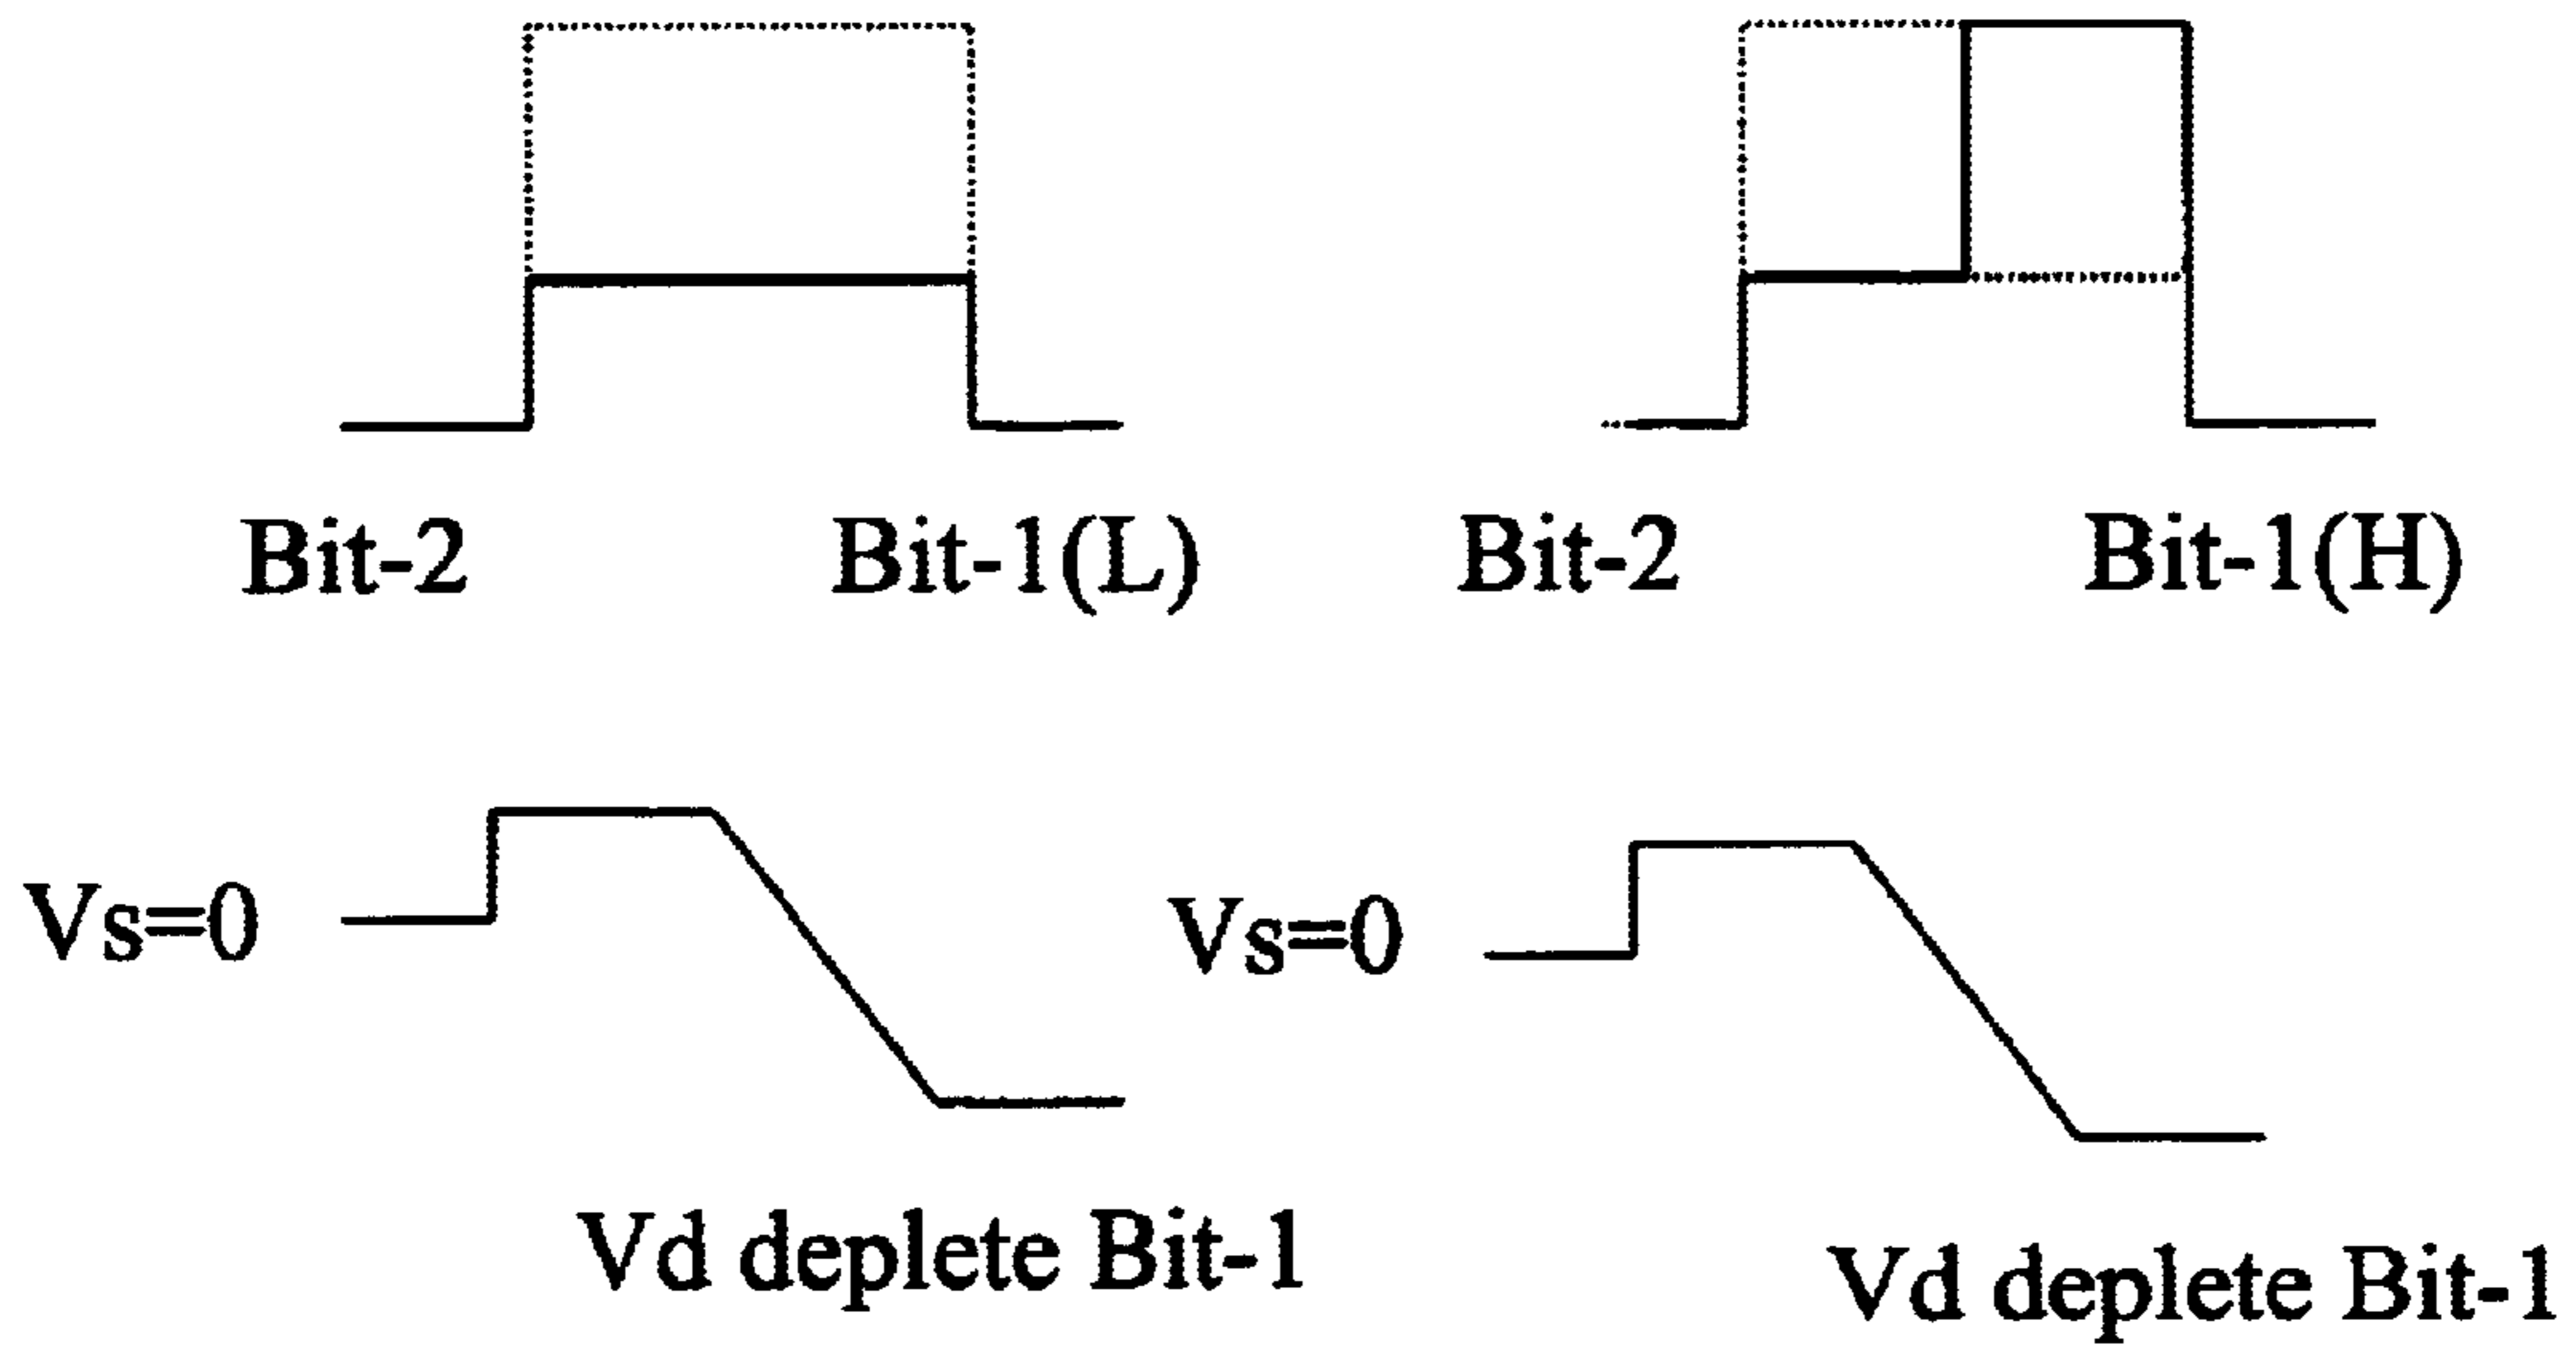 Bit-2 Bit-1(L) Bit-2 Bit-1(H)
Vs=0 Vs=0
Vd deplete Bit-1 Vd deplete Bit-1